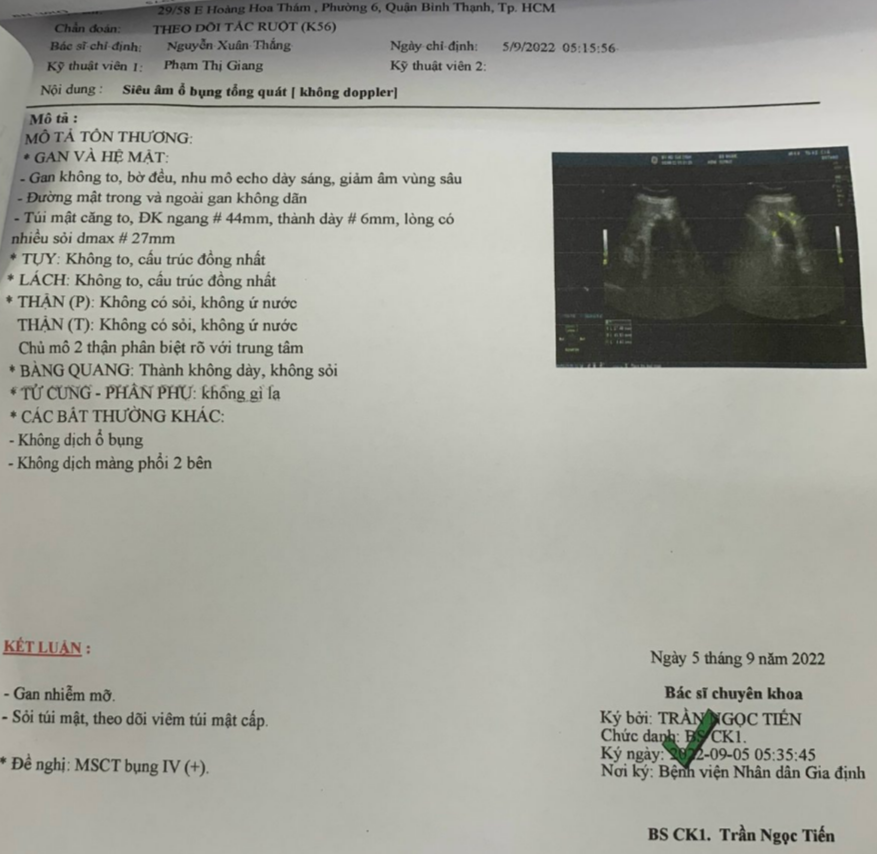 29/58 E Hoàng Hoa Thám , Phường 6, Quận Bình Thạnh, Tp. HCM
Chẩn đoán: THEO DÕI TẮC RUỘT (K56)
Bác sĩ chỉ định: Nguyễn Xuân Thắng Ngày chỉ định: 5/9/2022 05:15:56
Kỹ thuật viên 1: Phạm Thị Giang Kỹ thuật viên 2:
Nội dung : Siêu âm ổ bụng tổng quát [ không doppler]
Mô tả :
MÔ TẢ TỔN THƯƠNG:
* GAN VÀ HỆ MẬT:
- Gan không to, bờ đều, nhu mô echo dày sáng, giảm âm vùng sâu
- Đường mật trong và ngoài gan không dãn
- Túi mật căng to, ĐK ngang # 44mm, thành dày # 6mm, lòng có
nhiều sỏi dmax # 27mm
* TỤY: Không to, cấu trúc đồng nhất
* LÁCH: Không to, cấu trúc đồng nhất
* THẬN (P): Không có sỏi, không ứ nước
THẬN (T): Không có sỏi, không ứ nước
Chủ mô 2 thận phân biệt rõ với trung tâm
* BÀNG QUANG: Thành không dày, không sỏi
* TỬ CUNG - PHẦN PHỤ: không gì lạ
* CÁC BẤT THƯỜNG KHÁC:
- Không dịch ổ bụng
- Không dịch màng phổi 2 bên
KẾT LUẬN :
- Gan nhiễm mỡ.
- Sỏi túi mật, theo dõi viêm túi mật cấp.
* Đề nghị: MSCT bụng IV (+).
Ngày 5 tháng 9 năm 2022
Bác sĩ chuyên khoa
Ký bởi: TRẦN NGỌC TIẾN
Chức danh: BS CK1.
Ký ngày: 2022-09-05 05:35:45
Nơi ký: Bệnh viện Nhân dân Gia định
BS CK1. Trần Ngọc Tiến